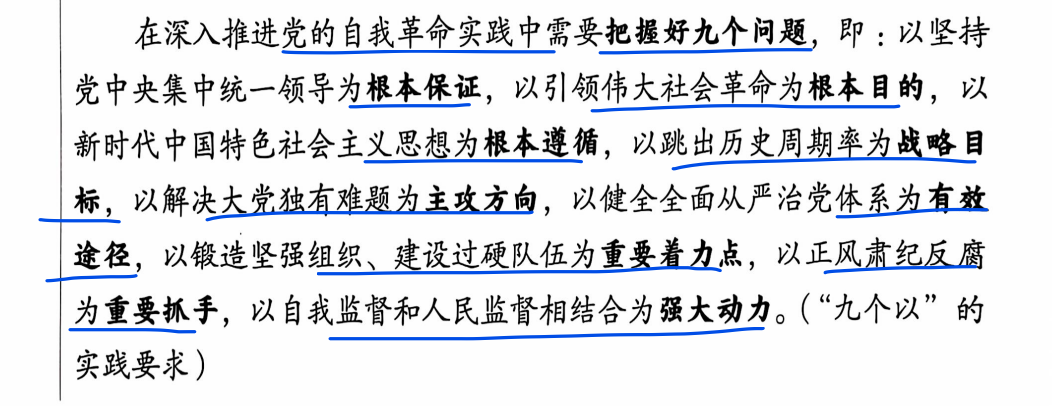 在深入推进党的自我革命实践中需要把握好九个问题，即：以坚持
党中央集中统一领导为根本保证，以引领伟大社会革命为根本目的，以
新时代中国特色社会主义思想为根本遵循，以跳出历史周期率为战略目
标，以解决大党独有难题为主攻方向，以健全全面从严治党体系为有效
途径，以锻造坚强组织、建设过硬队伍为重要着力点，以正风肃纪反腐
为重要抓手，以自我监督和人民监督相结合为强大动力。（“九个以”的
实践要求）